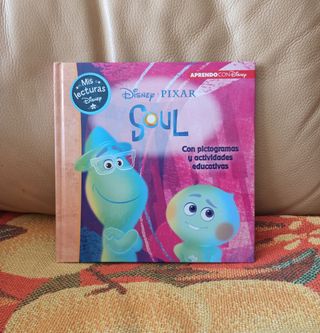 Mis
lecturas
Disney
APRENDO CON Disney
Disney PIXAR
SOUL
Con pictogramas
y actividades
educativas